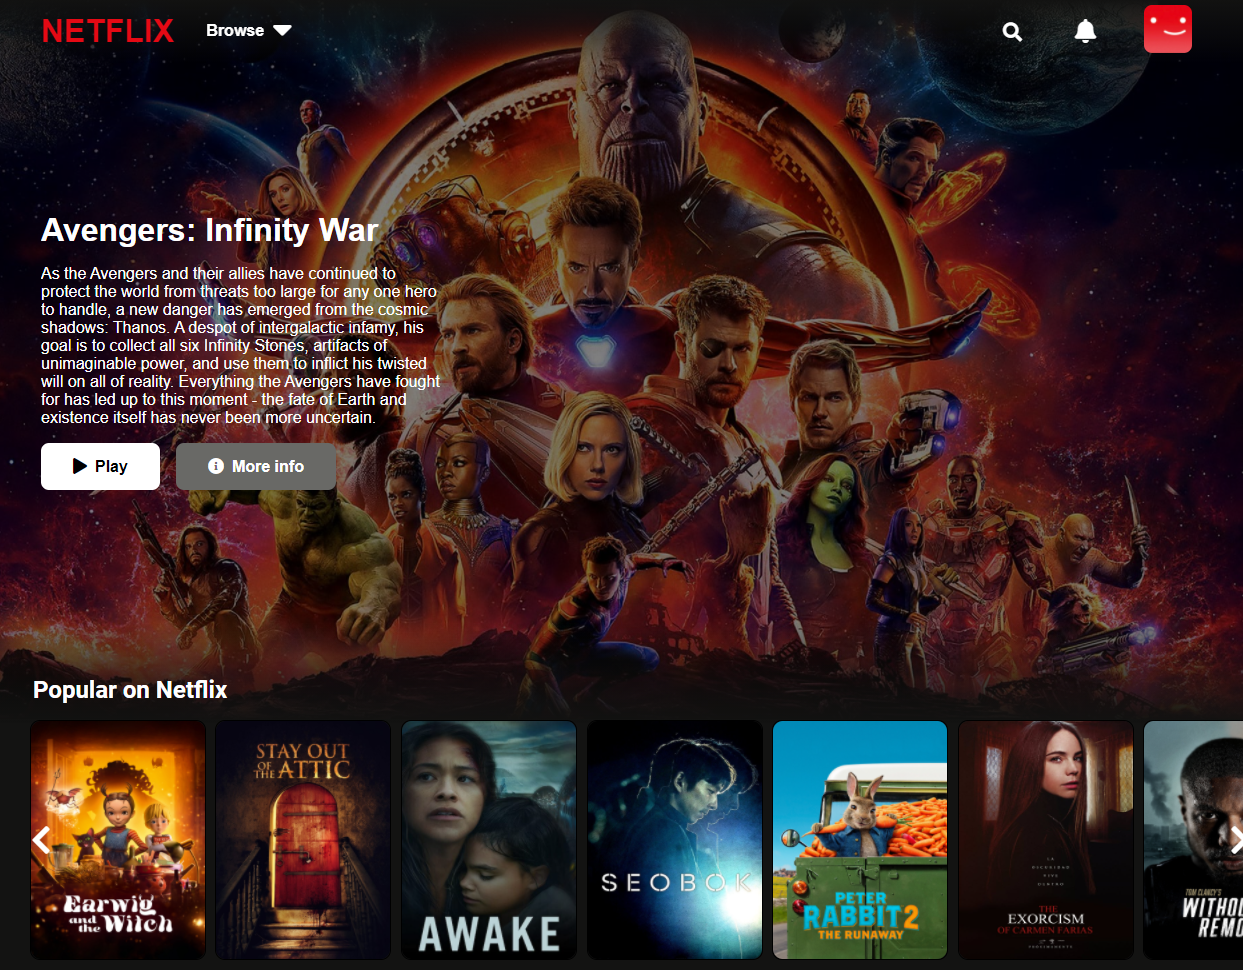 NETFLIX
Browse
Avengers: Infinity War
As the Avengers and their allies have continued to
protect the world from threats too large for any one hero
to handle, a new danger has emerged from the cosmic
shadows: Thanos. A despot of intergalactic infamy, his
goal is to collect all six Infinity Stones, artifacts of
unimaginable power, and use them to inflict his twisted
will on all of reality. Everything the Avengers have fought
for has led up to this moment - the fate of Earth and
existence itself has never been more uncertain.
Play
More info
Popular on Netflix
Earwig
and the Witch
STAY OUT
OF THE ATTIC
AWAKE
SEOBOK
PETER
RABBIT 2
THE RUNAWAY
LA
OSCURIDAD
VIVE
DENTRO
THE
EXORCISM
OF CARMEN FARIAS
TOM CLANCY'S
WITHOU
REMO